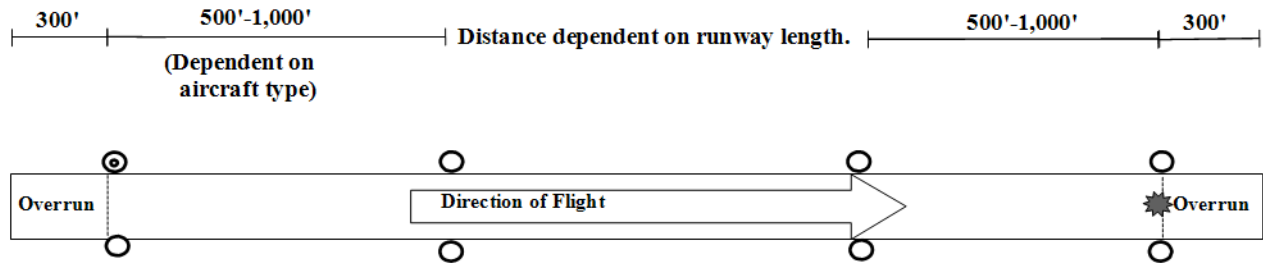 300'
500'-1,000'
Distance dependent on runway length.
500'-1,000'
300'
(Dependent on
aircraft type)
Overrun
Direction of Flight
Overrun